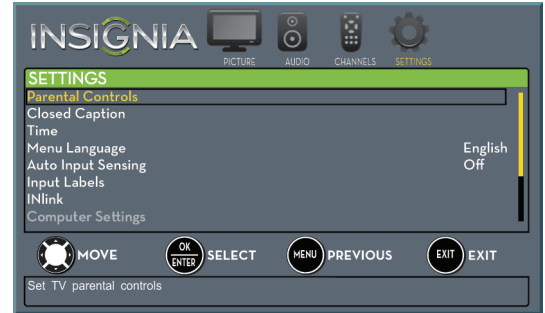 INSIGNIA
PICTURE AUDIO CHANNELS SETTINGS
SETTINGS
Parental Controls
Closed Caption
Time
Menu Language English
Auto Input Sensing Off
Input Labels
INlink
Computer Settings
MOVE OK ENTER SELECT MENU PREVIOUS EXIT EXIT
Set TV parental controls